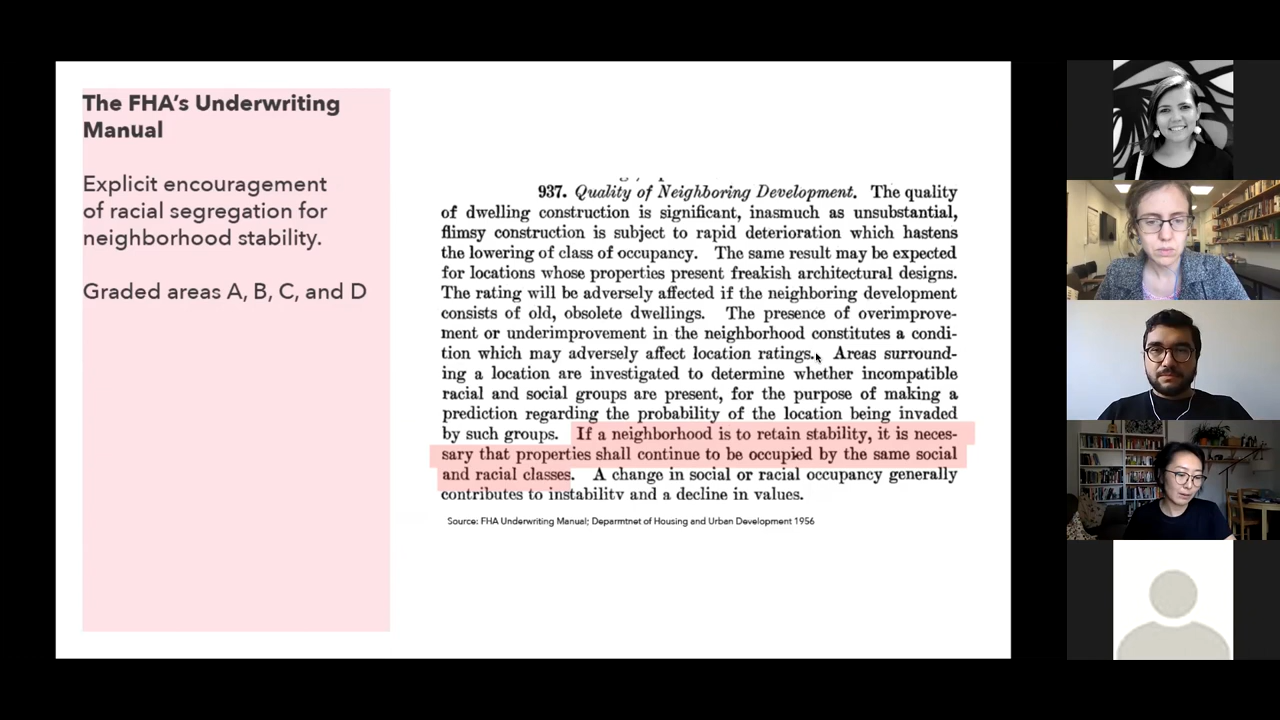 The FHA’s Underwriting
Manual
Explicit encouragement
of racial segregation for
neighborhood stability.
Graded areas A, B, C, and D
937. Quality of Neighboring Development. The quality
of dwelling construction is significant, inasmuch as unsubstantial,
flimsy construction is subject to rapid deterioration which hastens
the lowering of class of occupancy. The same result may be expected
for locations whose properties present freakish architectural designs.
The rating will be adversely affected if the neighboring development
consists of old, obsolete dwellings. The presence of overimprove-
ment or underimprovement in the neighborhood constitutes a condi-
tion which may adversely affect location ratings. Areas surround-
ing a location are investigated to determine whether incompatible
racial and social groups are present, for the purpose of making a
prediction regarding the probability of the location being invaded
by such groups. If a neighborhood is to retain stability, it is neces-
sary that properties shall continue to be occupied by the same social
and racial classes. A change in social or racial occupancy generally
contributes to instability and a decline in values.
Source: FHA Underwriting Manual; Deparmtnet of Housing and Urban Development 1956